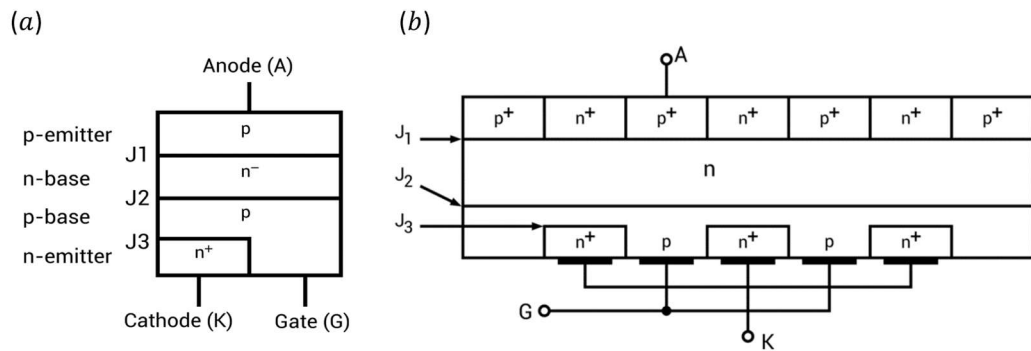 (a)
Anode (A)
p-emitter
p
J1
n-base
n⁻
J2
p-base
p
J3
n-emitter
n⁺
Cathode (K)
Gate (G)
(b)
A
p⁺ n⁺ p⁺ n⁺ p⁺ n⁺ p⁺
J₁
n
J₂
J₃
n⁺ p n⁺ p n⁺
G
K